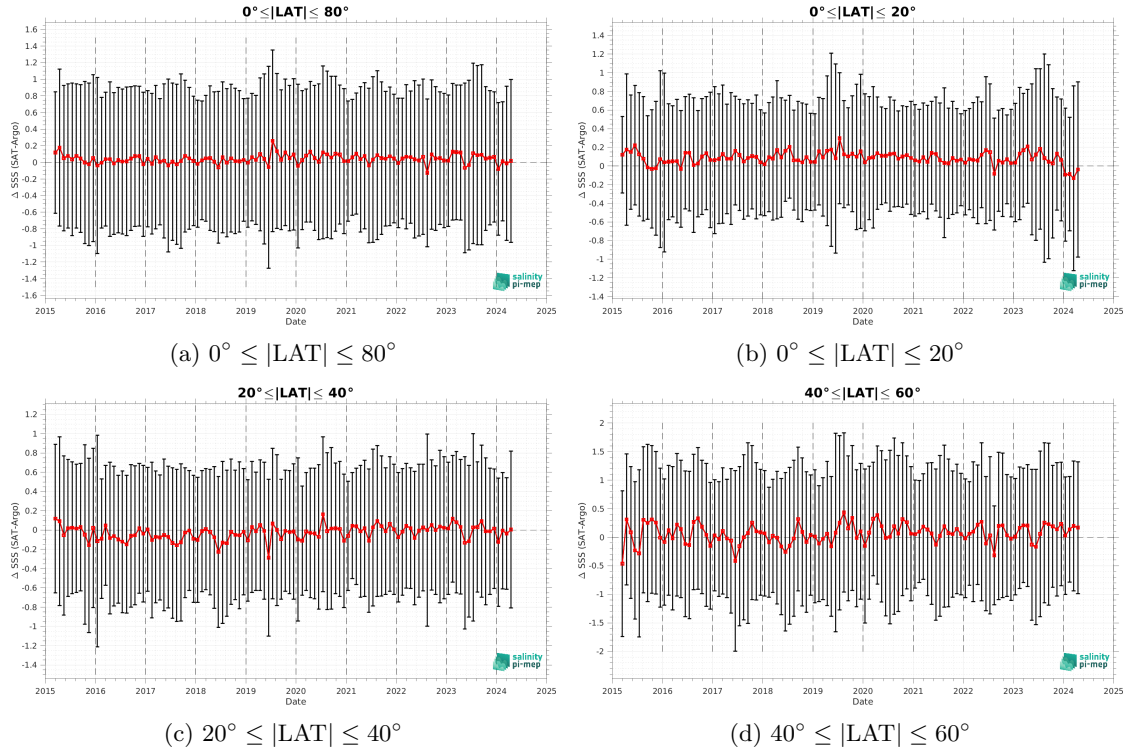 0°≤|LAT|≤ 80°
1.6
1.4
1.2
1
0.8
0.6
0.4
0.2
0
-0.2
-0.4
-0.6
-0.8
-1
-1.2
-1.4
-1.6
Δ SSS (SAT-Argo)
salinity
pi-mep
2015 2016 2017 2018 2019 2020 2021 2022 2023 2024 2025
Date
(a) 0° ≤ |LAT| ≤ 80°
0°≤|LAT|≤ 20°
1.4
1.2
1
0.8
0.6
0.4
0.2
0
-0.2
-0.4
-0.6
-0.8
-1
-1.2
-1.4
Δ SSS (SAT-Argo)
salinity
pi-mep
2015 2016 2017 2018 2019 2020 2021 2022 2023 2024 2025
Date
(b) 0° ≤ |LAT| ≤ 20°
20°≤|LAT|≤ 40°
1.2
1
0.8
0.6
0.4
0.2
0
-0.2
-0.4
-0.6
-0.8
-1
-1.2
-1.4
Δ SSS (SAT-Argo)
salinity
pi-mep
2015 2016 2017 2018 2019 2020 2021 2022 2023 2024 2025
Date
(c) 20° ≤ |LAT| ≤ 40°
40°≤|LAT|≤ 60°
2
1.5
1
0.5
0
-0.5
-1
-1.5
-2
Δ SSS (SAT-Argo)
salinity
pi-mep
2015 2016 2017 2018 2019 2020 2021 2022 2023 2024 2025
Date
(d) 40° ≤ |LAT| ≤ 60°